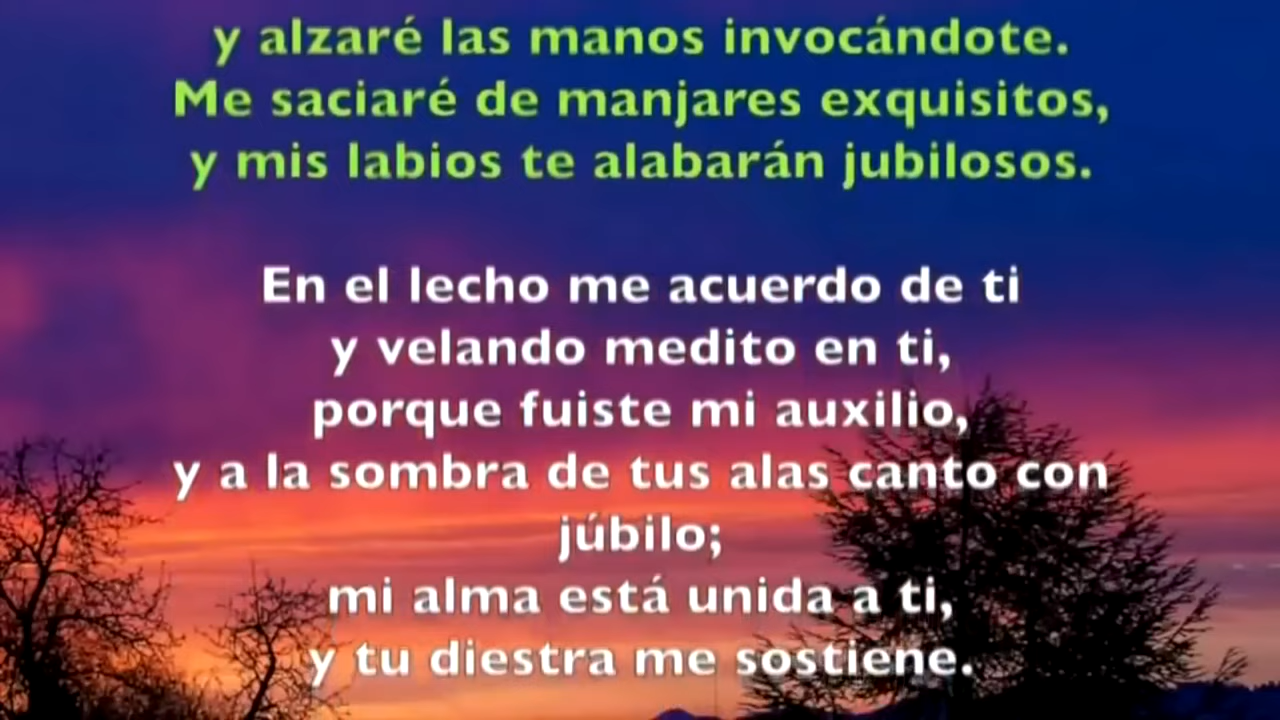 y alzaré las manos invocándote.
Me saciaré de manjares exquisitos,
y mis labios te alabarán jubilosos.
En el lecho me acuerdo de ti
y velando medito en ti,
porque fuiste mi auxilio,
y a la sombra de tus alas canto con
júbilo;
mi alma está unida a ti,
y tu diestra me sostiene.